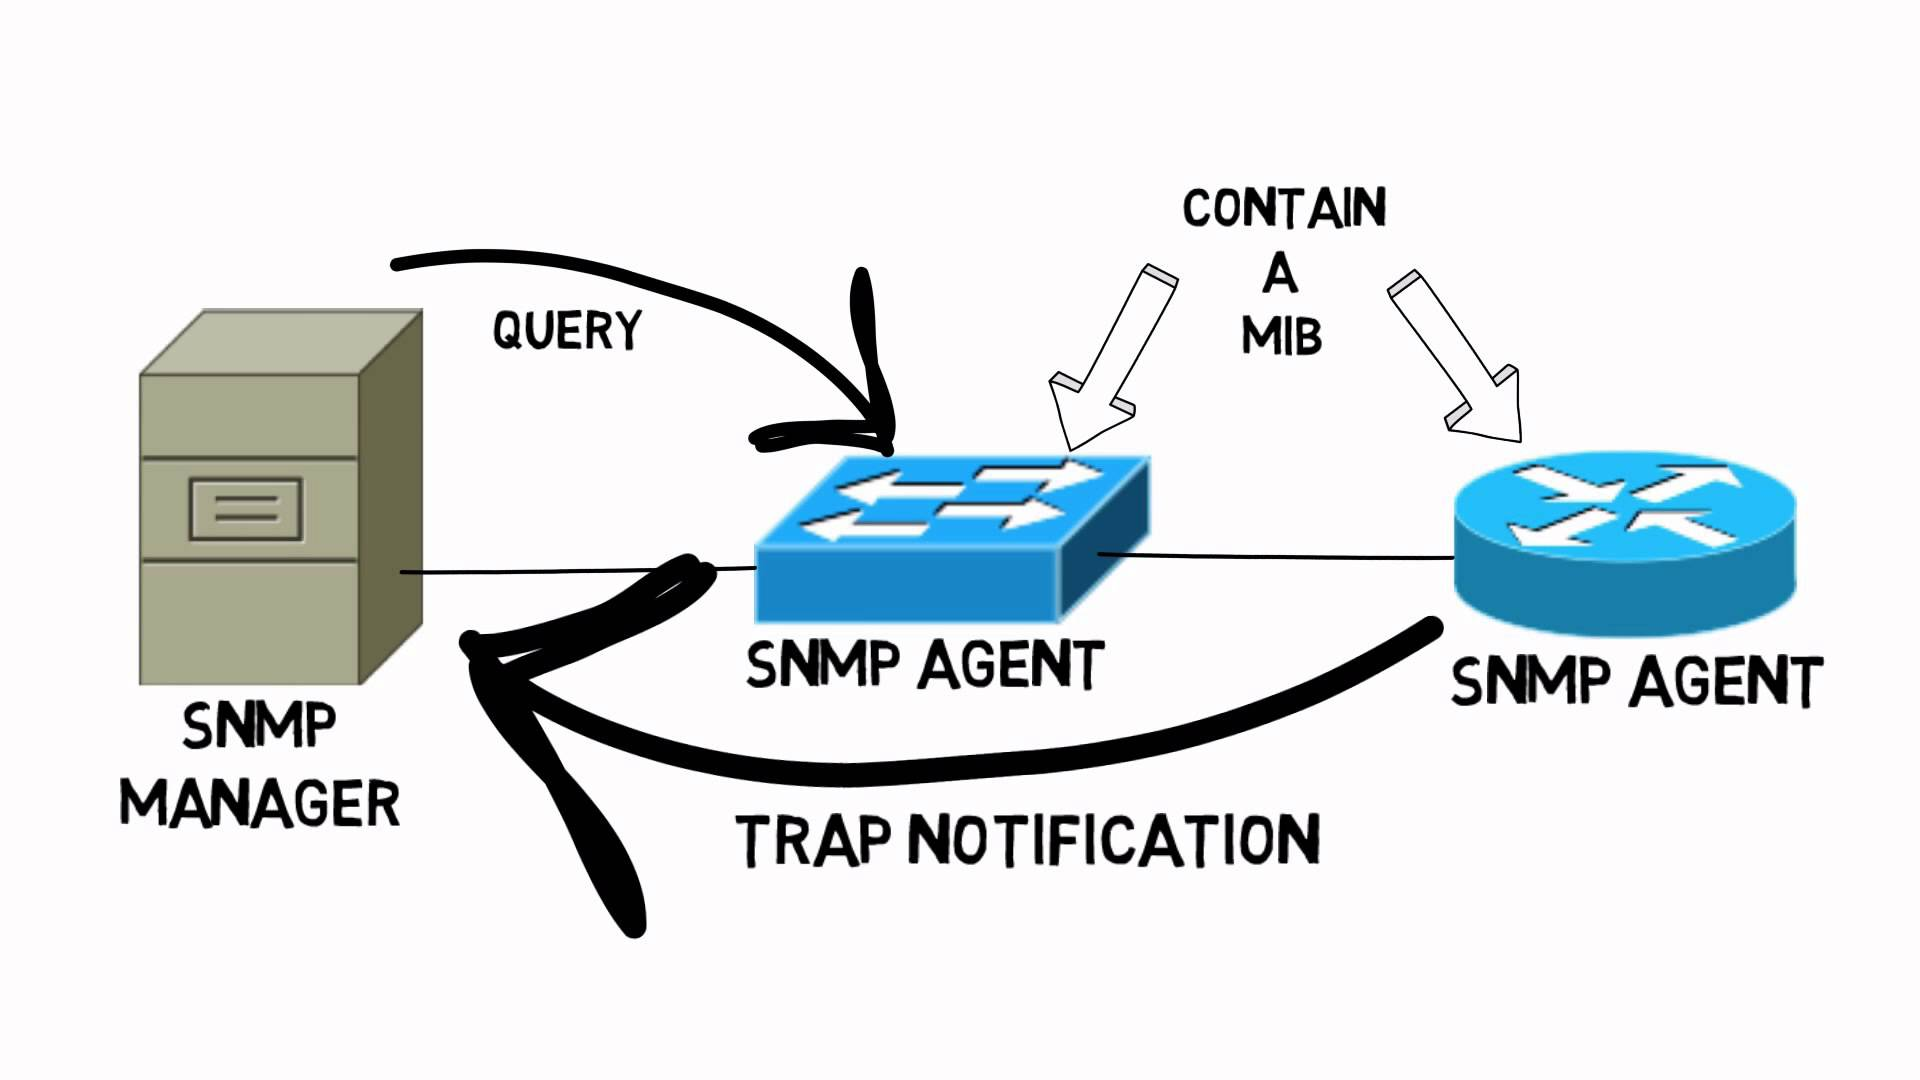 CONTAIN
A
MIB
QUERY
SNMP AGENT
SNMP AGENT
SNMP
MANAGER
TRAP NOTIFICATION